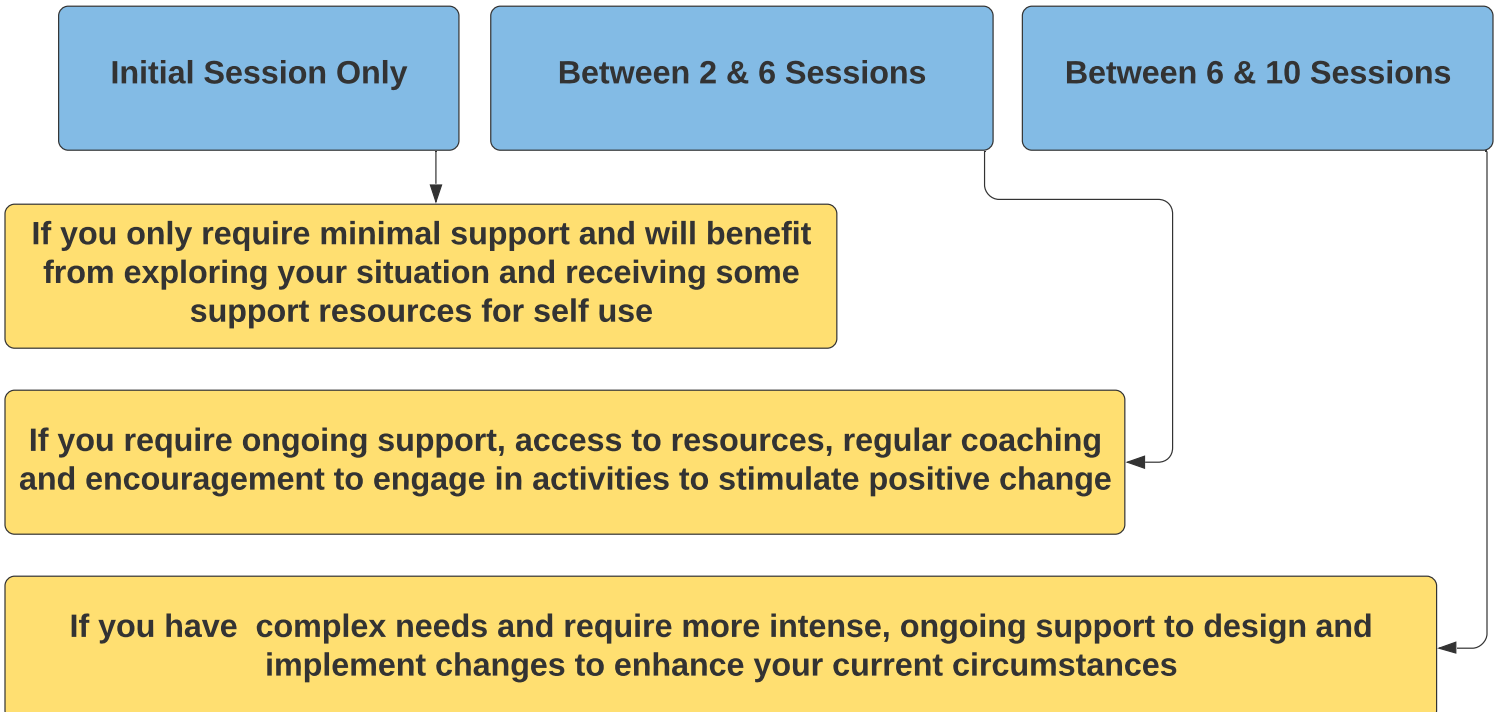 Initial Session Only
Between 2 & 6 Sessions
Between 6 & 10 Sessions
If you only require minimal support and will benefit
from exploring your situation and receiving some
support resources for self use
If you require ongoing support, access to resources, regular coaching
and encouragement to engage in activities to stimulate positive change
If you have  complex needs and require more intense, ongoing support to design and
implement changes to enhance your current circumstances